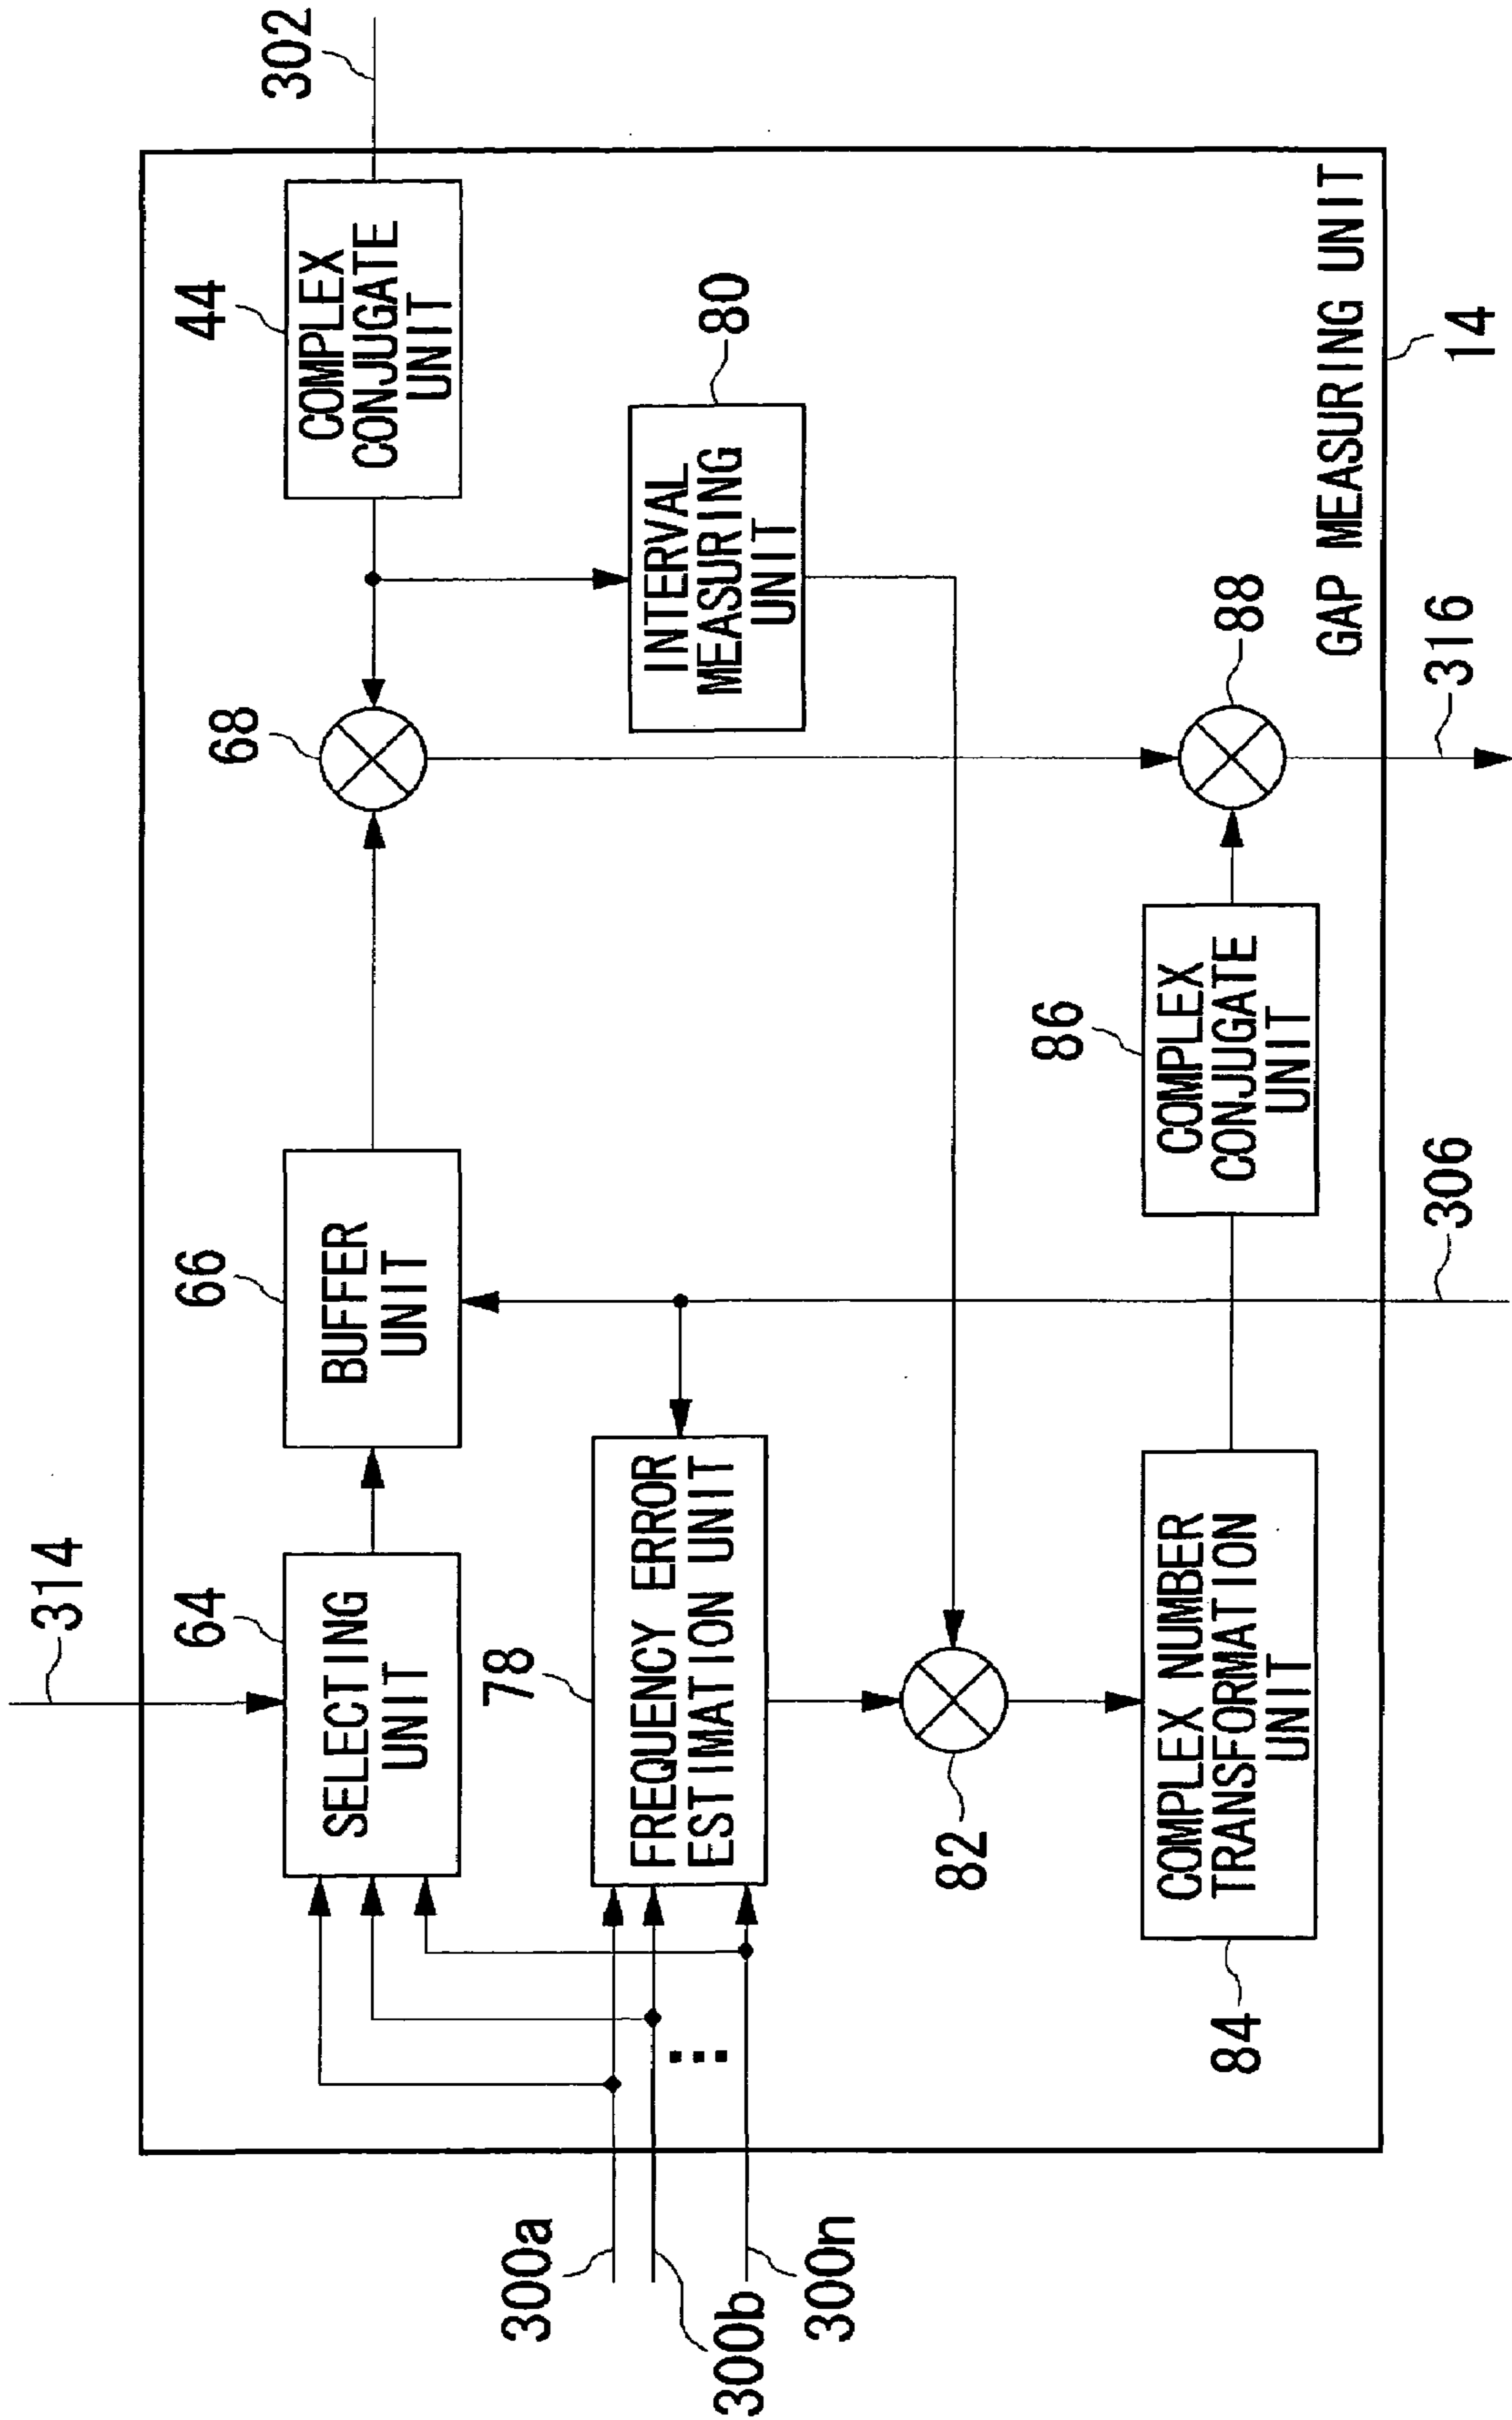 314
64
SELECTING
UNIT
66
BUFFER
UNIT
68
44
COMPLEX
CONJUGATE
UNIT
302
300a
300b
300n
78
FREQUENCY ERROR
ESTIMATION UNIT
INTERVAL
MEASURING
UNIT
80
82
84
COMPLEX NUMBER
TRANSFORMATION
UNIT
86
COMPLEX
CONJUGATE
UNIT
88
GAP MEASURING UNIT
306
316
14